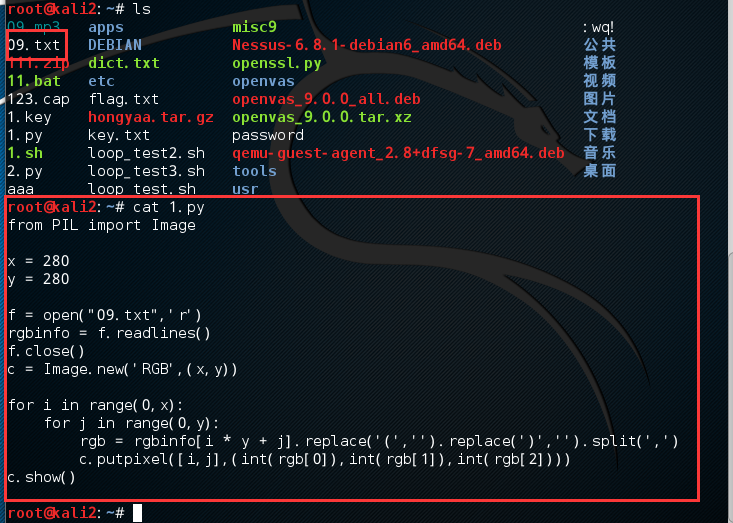 root@kali2:~# ls
09.mp3 apps misc9 :wq!
09.txt DEBIAN Nessus-6.8.1-debian6_amd64.deb 公共
111.zip dict.txt openssl.py 模板
11.bat etc openvas 视频
123.cap flag.txt openvas_9.0.0_all.deb 图片
1.key hongyaa.tar.gz openvas_9.0.0.tar.xz 文档
1.py key.txt password 下载
1.sh loop_test2.sh qemu-guest-agent_2.8+dfsg-7_amd64.deb 音乐
2.py loop_test3.sh tools 桌面
aaa loop_test.sh usr
root@kali2:~# cat 1.py
from PIL import Image
x = 280
y = 280
f = open("09.txt",'r')
rgbinfo = f.readlines()
f.close()
c = Image.new('RGB',(x,y))
for i in range(0,x):
    for j in range(0,y):
        rgb = rgbinfo[i * y + j].replace('(','').replace(')','').split(',')
        c.putpixel([i,j],(int(rgb[0]),int(rgb[1]),int(rgb[2])))
c.show()
root@kali2:~#